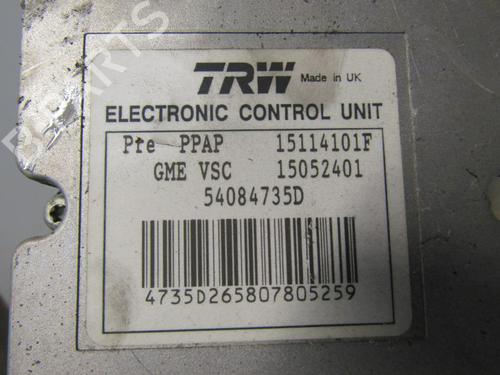 TRW Made in UK
ELECTRONIC CONTROL UNIT
Pte PPAP 15114101F
GME VSC 15052401
54084735D
4735D265807805259